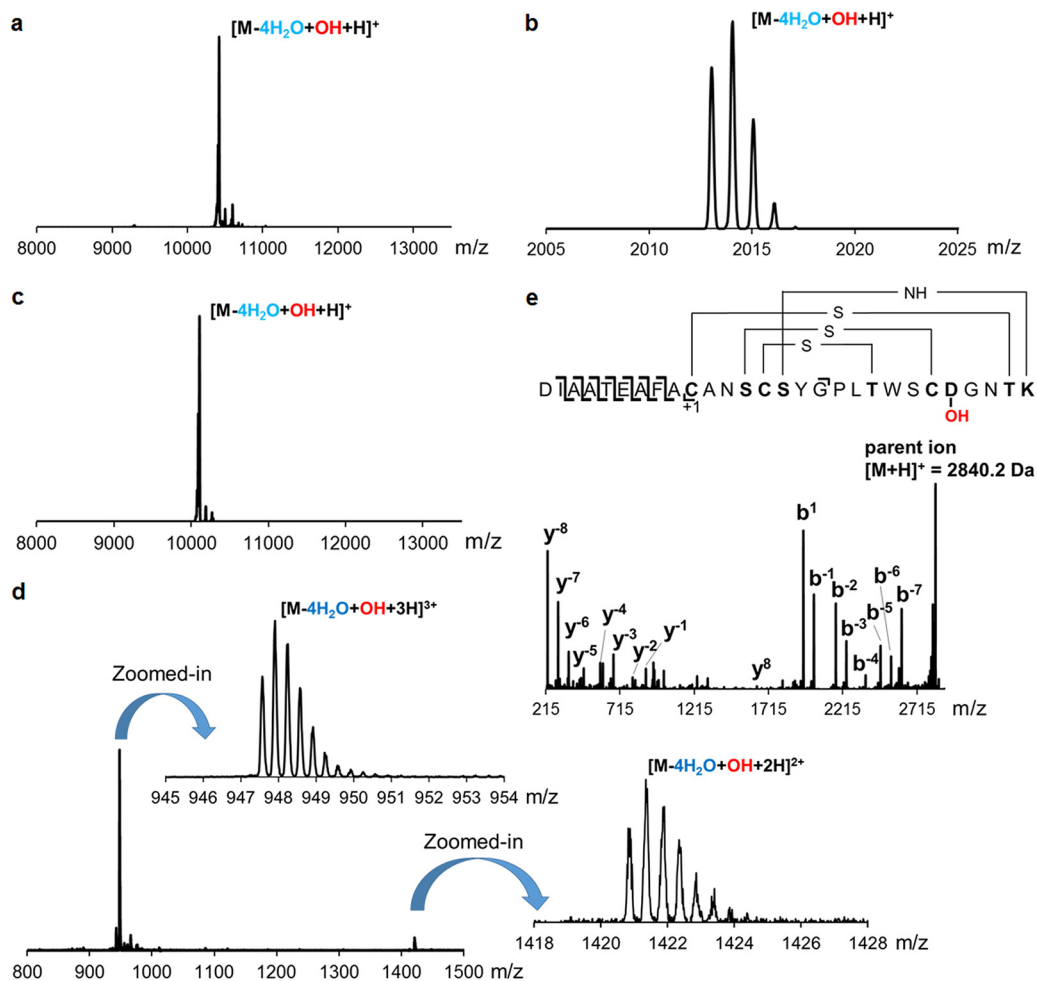 a
[M-4H₂O+OH+H]⁺
8000 9000 10000 11000 12000 13000 m/z
b
[M-4H₂O+OH+H]⁺
2005 2010 2015 2020 2025 m/z
c
[M-4H₂O+OH+H]⁺
8000 9000 10000 11000 12000 13000 m/z
e
NH
S
S
S
DIAATEAFACANSCSYGPLTWSCDGNTK
+1
OH
parent ion
[M+H]⁺ = 2840.2 Da
y⁻⁸
y⁻⁷
y⁻⁶
y⁻⁵
y⁻⁴
y⁻³
y⁻²
y⁻¹
y⁸
b¹
b⁻¹
b⁻²
b⁻³
b⁻⁴
b⁻⁵
b⁻⁶
b⁻⁷
215 715 1215 1715 2215 2715 m/z
d
[M-4H₂O+OH+3H]³⁺
Zoomed-in
945 946 947 948 949 950 951 952 953 954 m/z
[M-4H₂O+OH+2H]²⁺
Zoomed-in
1418 1420 1422 1424 1426 1428 m/z
800 900 1000 1100 1200 1300 1400 1500 m/z